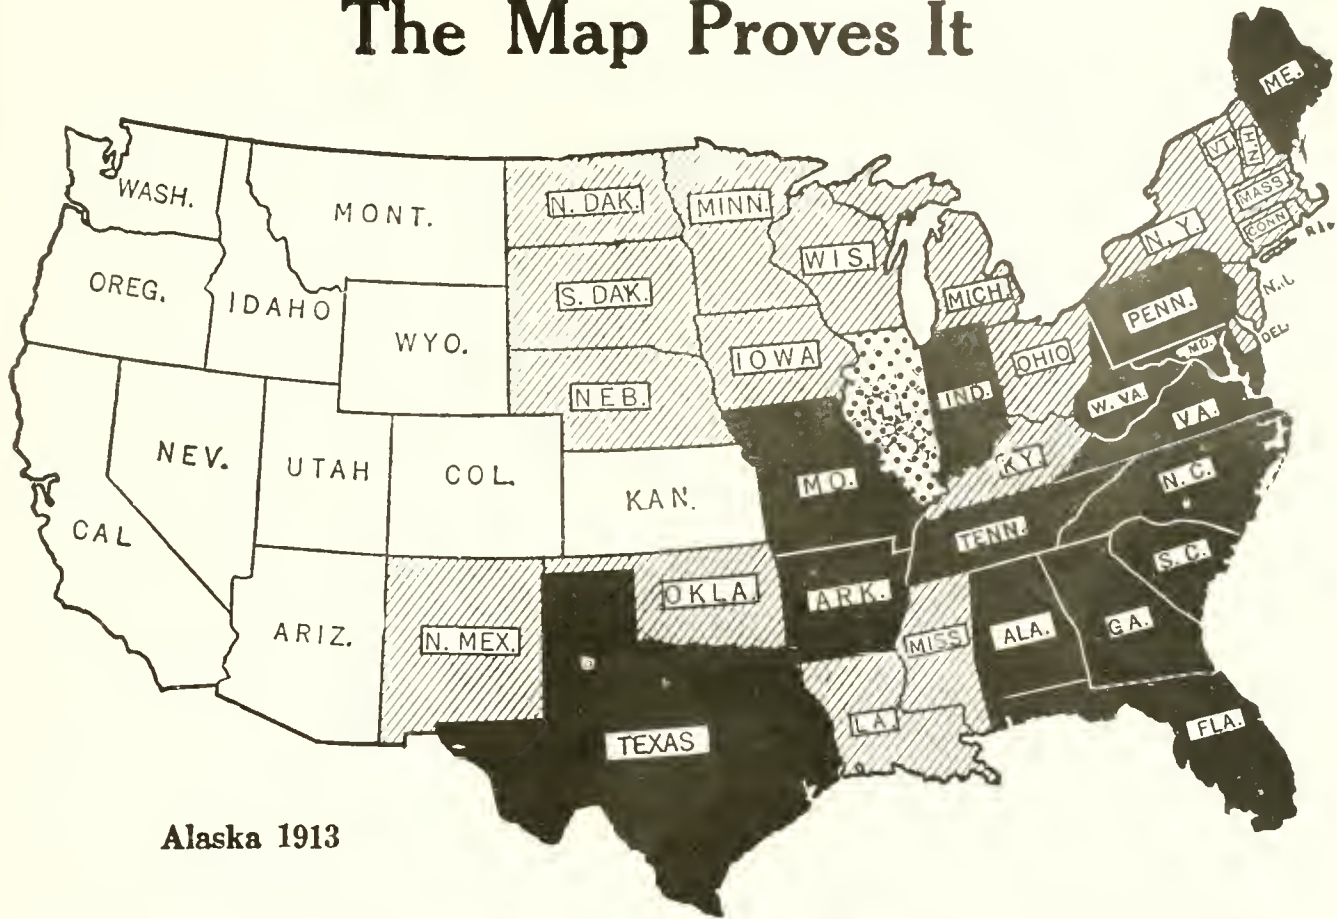 The Map Proves It
ME.
WASH.
MONT.
N. DAK.
MINN.
VT.
N.H.
MASS.
CONN.
R.I.
N.Y.
WIS.
MICH.
OREG.
IDAHO
S. DAK.
WYO.
N.J.
PENN.
IOWA
OHIO
DEL.
MD.
NEB.
ILL.
IND.
W. VA.
VA.
NEV.
UTAH
COL.
KAN.
MO.
KY.
N.C.
CAL
TENN.
S.C.
ARIZ.
N. MEX.
OKLA.
ARK.
MISS.
ALA.
GA.
TEXAS
LA.
FLA.
Alaska 1913